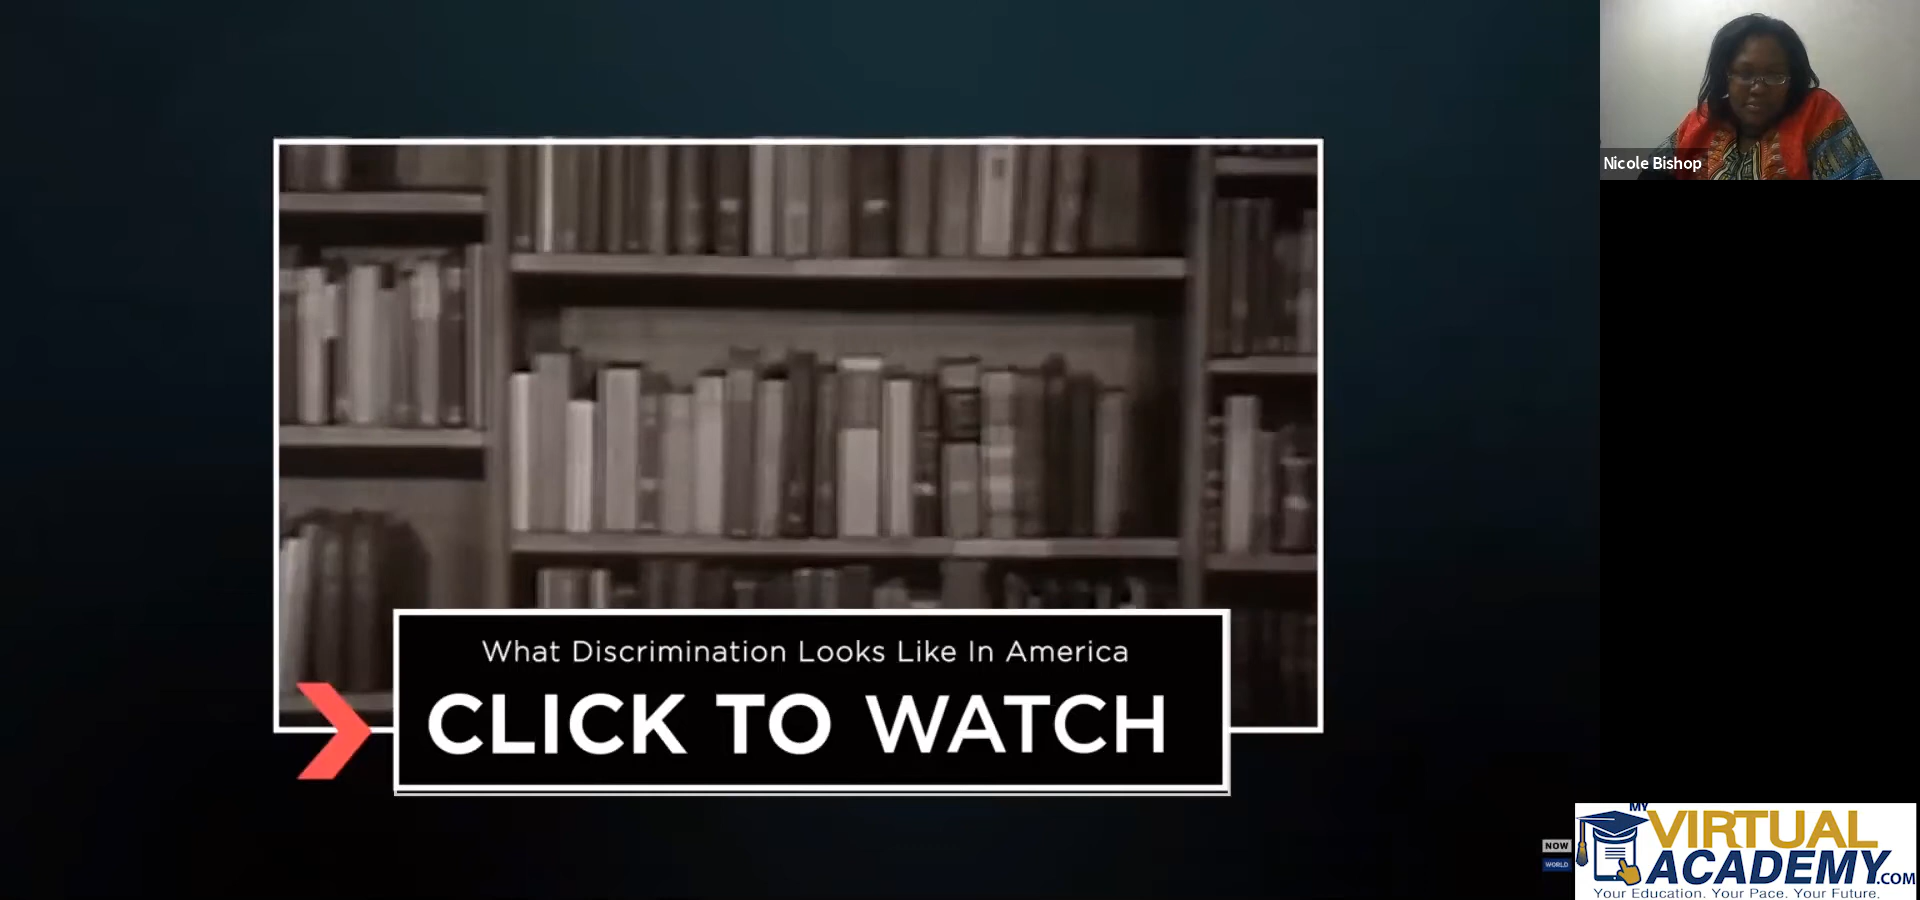 Nicole Bishop
What Discrimination Looks Like In America
CLICK TO WATCH
NOW
WORLD
MY
VIRTUAL
ACADEMY.COM
Your Education. Your Pace. Your Future.